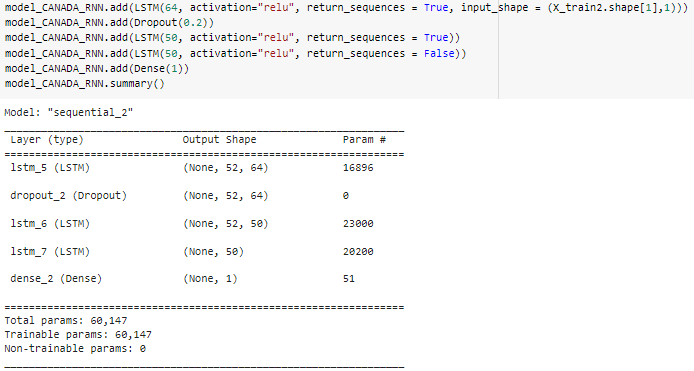 model_CANADA_RNN.add(LSTM(64, activation="relu", return_sequences = True, input_shape = (X_train2.shape[1],1)))
model_CANADA_RNN.add(Dropout(0.2))
model_CANADA_RNN.add(LSTM(50, activation="relu", return_sequences = True))
model_CANADA_RNN.add(LSTM(50, activation="relu", return_sequences = False))
model_CANADA_RNN.add(Dense(1))
model_CANADA_RNN.summary()
Model: "sequential_2"
Layer (type) Output Shape Param #
lstm_5 (LSTM) (None, 52, 64) 16896
dropout_2 (Dropout) (None, 52, 64) 0
lstm_6 (LSTM) (None, 52, 50) 23000
lstm_7 (LSTM) (None, 50) 20200
dense_2 (Dense) (None, 1) 51
Total params: 60,147
Trainable params: 60,147
Non-trainable params: 0